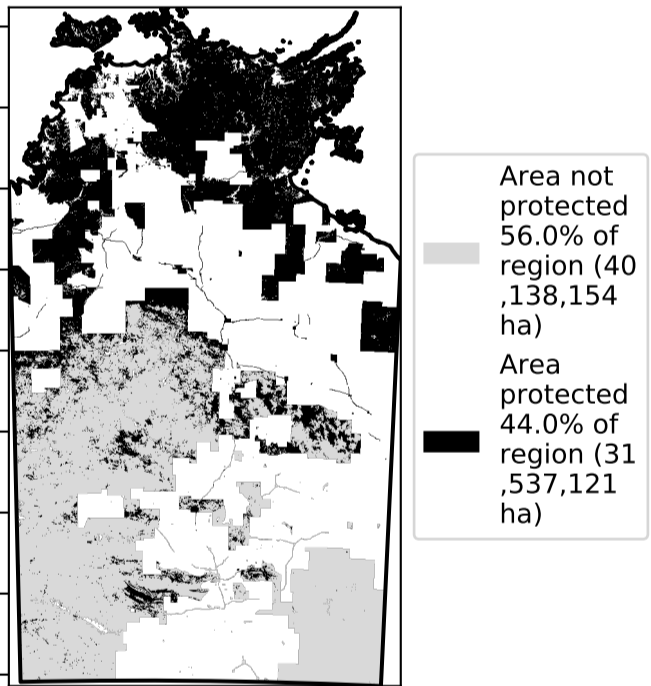 Area not
protected
56.0% of
region (40
,138,154
ha)
Area
protected
44.0% of
region (31
,537,121
ha)